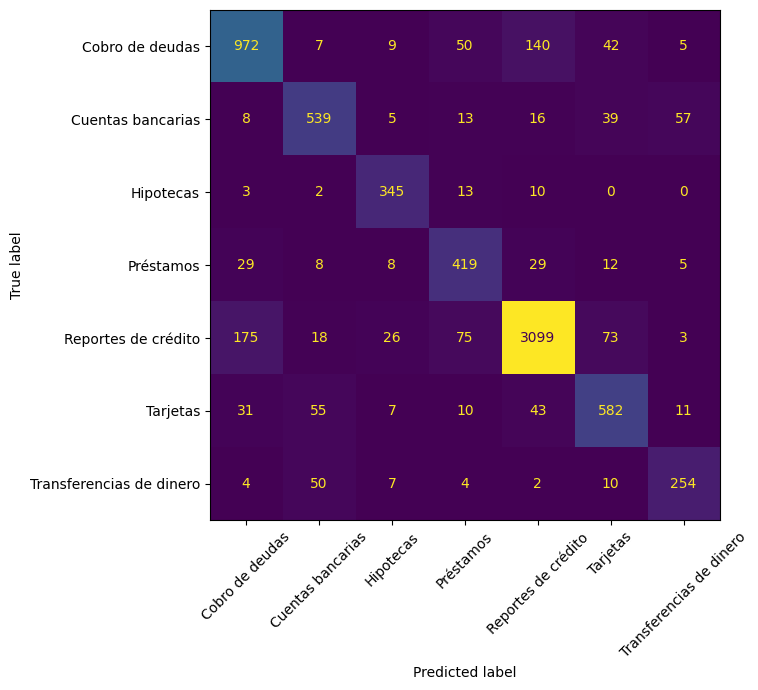 Cobro de deudas 972 7 9 50 140 42 5
Cuentas bancarias 8 539 5 13 16 39 57
Hipotecas 3 2 345 13 10 0 0
Préstamos 29 8 8 419 29 12 5
Reportes de crédito 175 18 26 75 3099 73 3
Tarjetas 31 55 7 10 43 582 11
Transferencias de dinero 4 50 7 4 2 10 254
True label
Cobro de deudas
Cuentas bancarias
Hipotecas
Préstamos
Reportes de crédito
Tarjetas
Transferencias de dinero
Predicted label